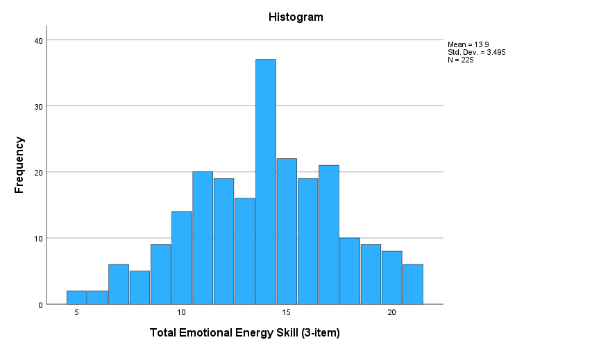 Histogram
Mean = 13.9
Std. Dev. = 3.495
N = 225
40
30
20
10
0
Frequency
5 10 15 20
Total Emotional Energy Skill (3-item)